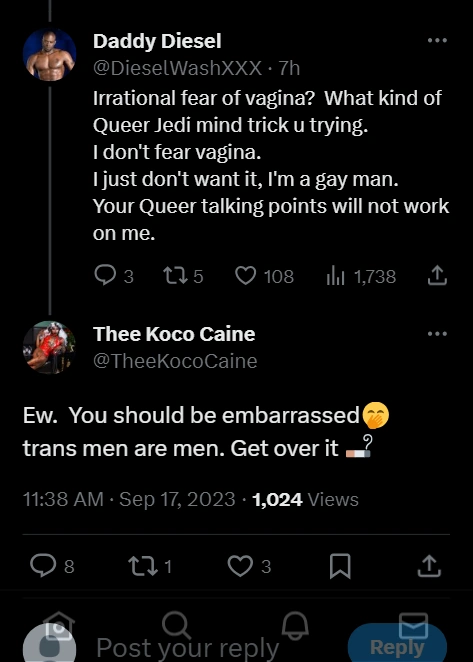 Daddy Diesel
@DieselWashXXX · 7h
Irrational fear of vagina?  What kind of
Queer Jedi mind trick u trying.
I don't fear vagina.
I just don't want it, I'm a gay man.
Your Queer talking points will not work
on me.
3 5 108 1,738
Thee Koco Caine
@TheeKocoCaine
Ew.  You should be embarrassed🤭
trans men are men. Get over it 🚬
11:38 AM · Sep 17, 2023 · 1,024 Views
8 1 3
Post your reply Reply